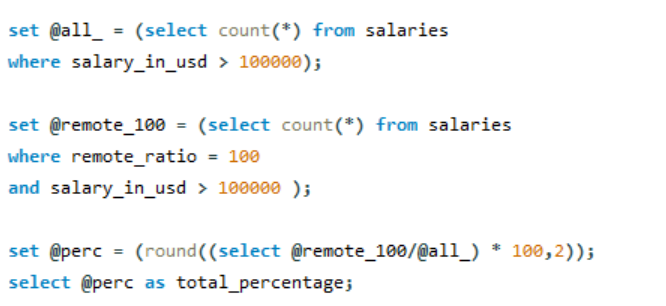 set @all_ = (select count(*) from salaries
where salary_in_usd > 100000);
set @remote_100 = (select count(*) from salaries
where remote_ratio = 100
and salary_in_usd > 100000 );
set @perc = (round((select @remote_100/@all_) * 100,2));
select @perc as total_percentage;